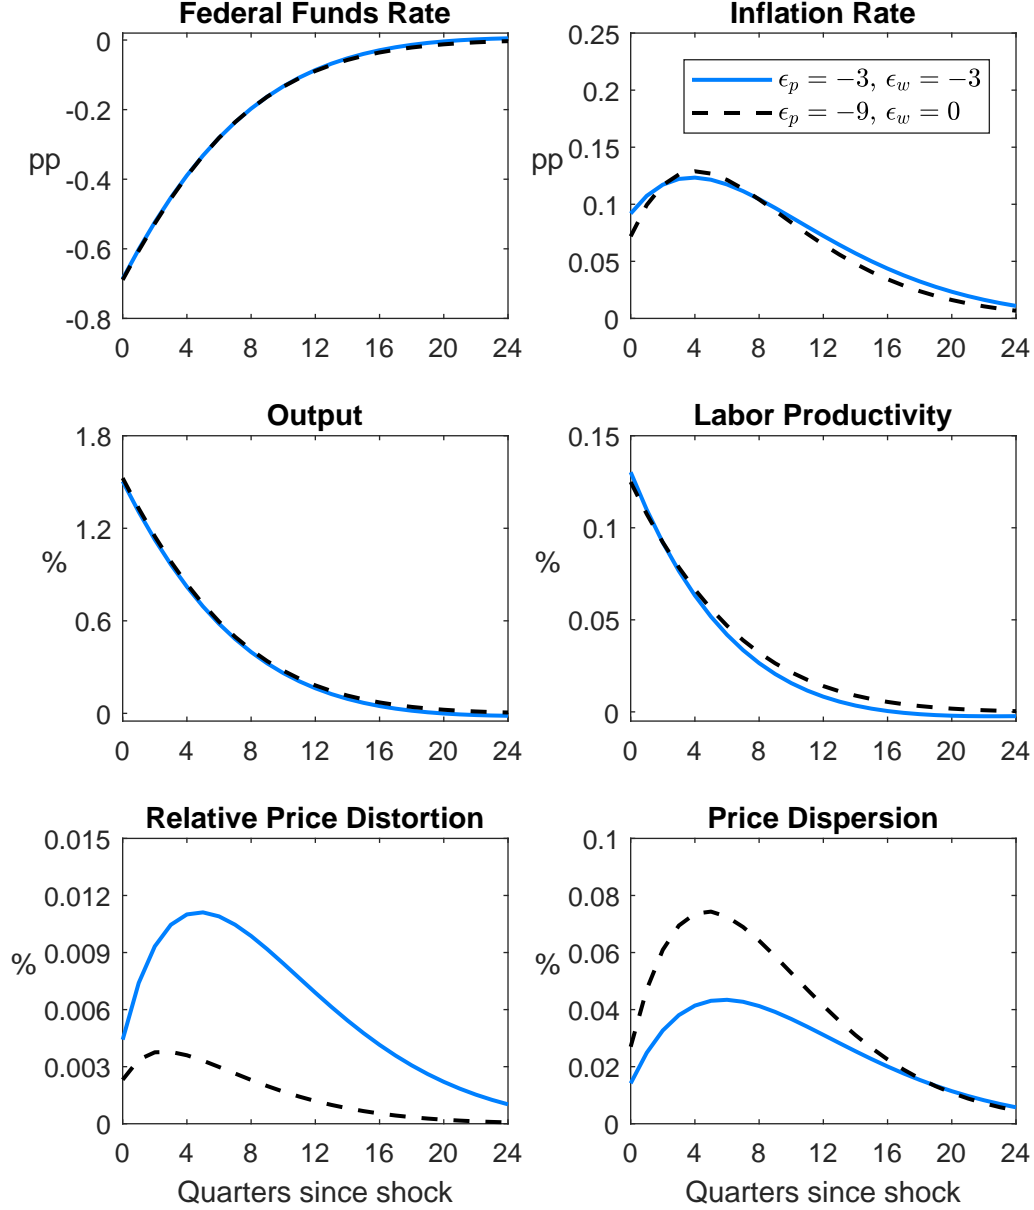 Federal Funds Rate
0
-0.2
-0.4
-0.6
-0.8
pp
0 4 8 12 16 20 24
Inflation Rate
0.25
0.2
0.15
0.1
0.05
0
pp
ϵ_p = −3, ϵ_w = −3
ϵ_p = −9, ϵ_w = 0
0 4 8 12 16 20 24
Output
1.8
1.2
0.6
0
%
0 4 8 12 16 20 24
Labor Productivity
0.15
0.1
0.05
0
%
0 4 8 12 16 20 24
Relative Price Distortion
0.015
0.012
0.009
0.006
0.003
0
%
0 4 8 12 16 20 24
Quarters since shock
Price Dispersion
0.1
0.08
0.06
0.04
0.02
0
%
0 4 8 12 16 20 24
Quarters since shock